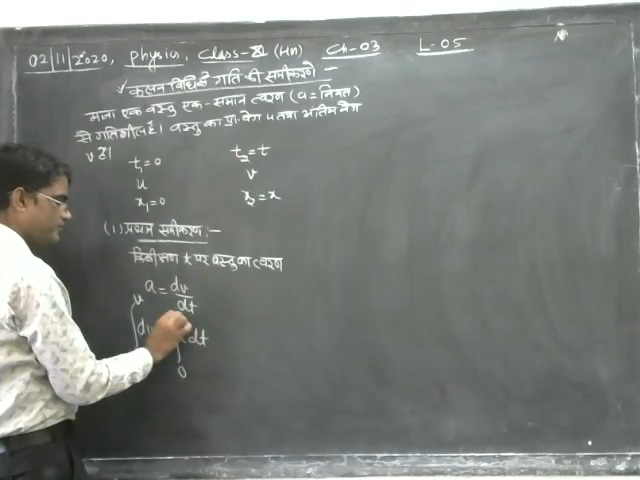 02|11|2020, Physics, Class-XI (HM) Ch-03 L-05
✓ कलन विधि से गति की समीकरणे :-
माना एक वस्तु एक-समान त्वरण (a = नियत)
से गतिशील है। वस्तु का प्रा. वेग u तथा अंतिम वेग
v है।
t₁=0 t₂=t
u v
x₁=0 x₂=x
(1) प्रथम समीकरण :-
किसी क्षण t पर वस्तु का त्वरण
a = dv/dt
v
∫ dt
0